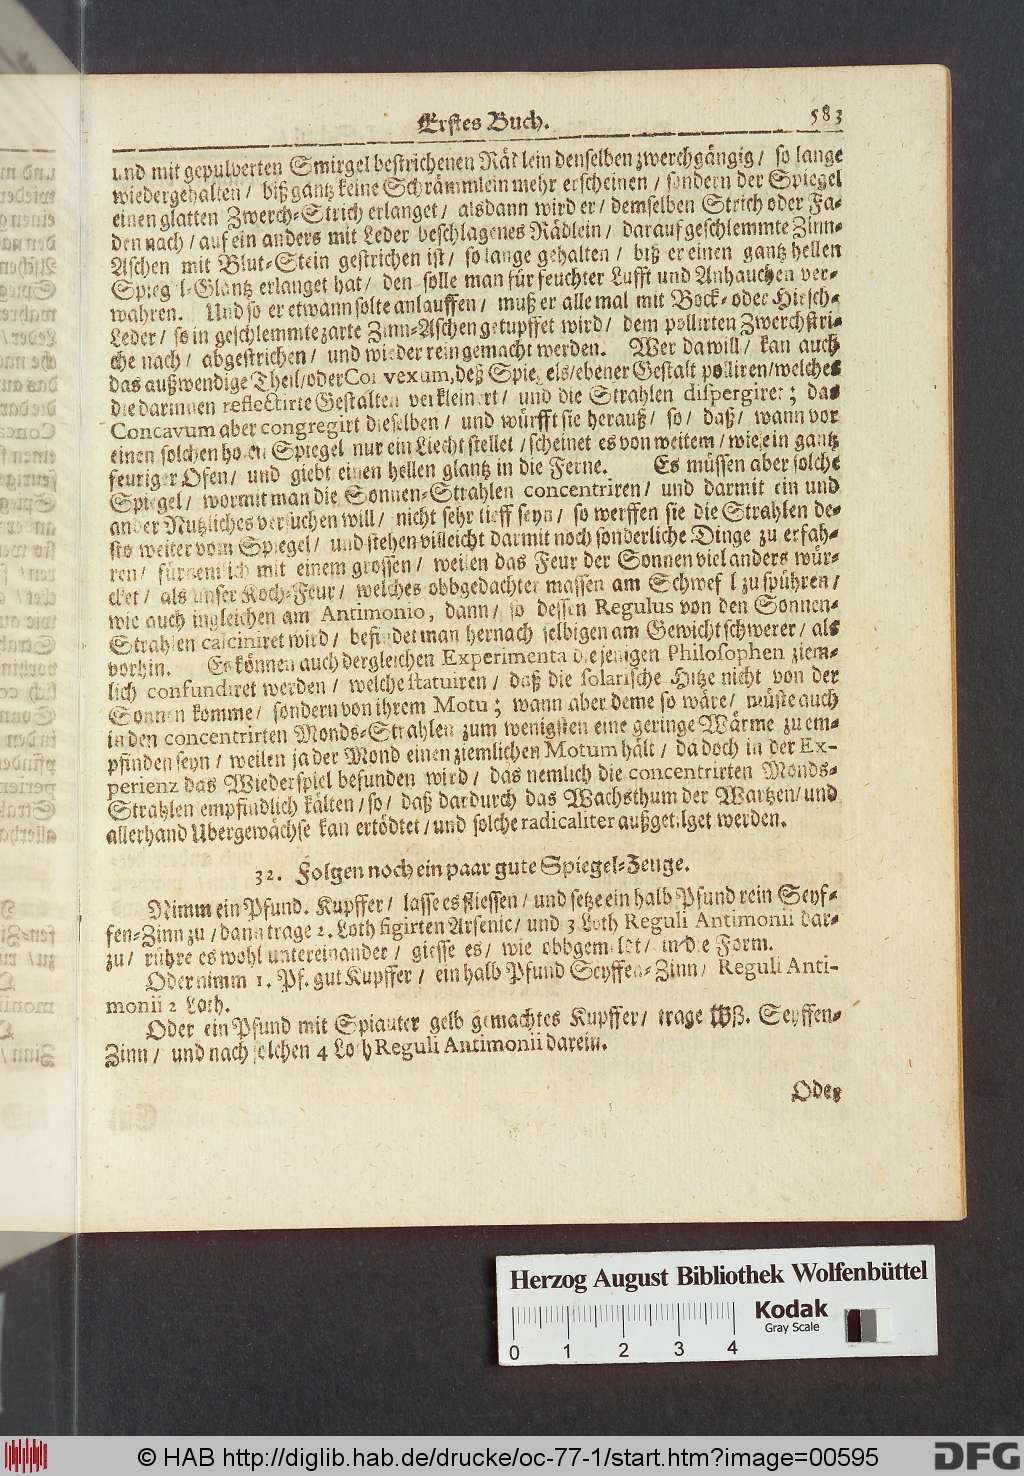 Erstes Buch.
583
und mit gepulverten Smirgel bestrichenen Rädlein denselben zwerchgängig / so lange
wiedergehalten / biß gantz keine Schrämmlein mehr erscheinen / sondern der Spiegel
einen glatten Zwerch-Strich erlanget / alsdann wird er / demselben Strich oder Fa-
den nach / auf ein anders mit Leder beschlagenes Rädlein / darauf geschlemmte Zinn-
Aschen mit Blut-Stein gestrichen ist / so lange gehalten / biß er einen gantz hellen
Spiegel-Glantz erlanget hat / den solle man für feuchter Lufft und Anhauchen ver-
wahren. Und so er etwann solte anlauffen / muß er allemal mit Bock- oder Hirsch-
Leder / so in geschlemmte zarte Zinn-Aschen getupffet wird / dem pollirten Zwerchstri-
che nach / abgestrichen / und wieder rein gemacht werden. Wer da will / kan auch
das außwendige Theil / oder Convexum, deß Spiegels / ebener Gestalt polliren / welches
die darinnen reflectirte Gestalten verkleinert / und die Strahlen dispergiret; das
Concavum aber congregirt dieselben / und würfft sie herauß / so / daß / wann vor
einen solchen holen Spiegel nur ein Liecht stellet / scheinet es von weitem / wie ein gantz
feuriger Ofen / und giebt einen hellen glantz in die Ferne. Es müssen aber solche
Spiegel / wormit man die Sonnen-Strahlen concentriren / und darmit ein und
ander Nutzliches versuchen will / nicht sehr tieff seyn / so werffen sie die Strahlen de-
sto weiter vom Spiegel / und stehen villeicht darmit noch sonderliche Dinge zu erfah-
ren / fürnemlich mit einem grossen / weilen das Feur der Sonnen viel anders wür-
cket / als unser Koch-Feur / welches obbgedachter massen am Schwefel zu spühren /
wie auch ingleichen am Antimonio, dann / so dessen Regulus von den Sonnen-
Strahlen calciniret wird / befindet man hernach selbigen am Gewicht schwerer / als
vorhin. Es können auch dergleichen Experimenta diejenigen Philosophen ziem-
lich confundiret werden / welche statuiren / daß die solarische Hitze nicht von der
Sonnen komme / sondern von ihrem Motu; wann aber deme so wäre / müste auch
in den concentrirten Monds-Strahlen zum wenigsten eine geringe Wärme zu em-
pfinden seyn / weilen ja der Mond einen ziemlichen Motum hält / da doch in der Ex-
perienz das Wiederspiel befunden wird / das nemlich die concentrirten Monds-
Strahlen empfindlich kälten / so / daß dardurch das Wachsthum der Wartzen / und
allerhand Ubergewächse kan ertödtet / und solche radicaliter außgetilget werden.
32. Folgen noch ein paar gute Spiegel-Zeuge.
Nimm ein Pfund. Kupffer / lasse es fliessen / und setze ein halb Pfund rein Seyf-
fen-Zinn zu / dann trage 2. Loth figirten Arsenic / und 3 Loth Reguli Antimonii dar-
zu / rühre es wohl untereinander / giesse es / wie obbgemeldet / in die Form.
Oder nimm 1. Pf. gut Kupffer / ein halb Pfund Seyffen-Zinn / Reguli Anti-
monii 2 Loth.
Oder ein Pfund mit Spiauter gelb gemachtes Kupffer / trage Seyffen-
Zinn / und nach solchen 4 Loth Reguli Antimonii darein.
Oder
Herzog August Bibliothek Wolfenbüttel
Kodak
Gray Scale
0 1 2 3 4
© HAB http://diglib.hab.de/drucke/oc-77-1/start.htm?image=00595
DFG